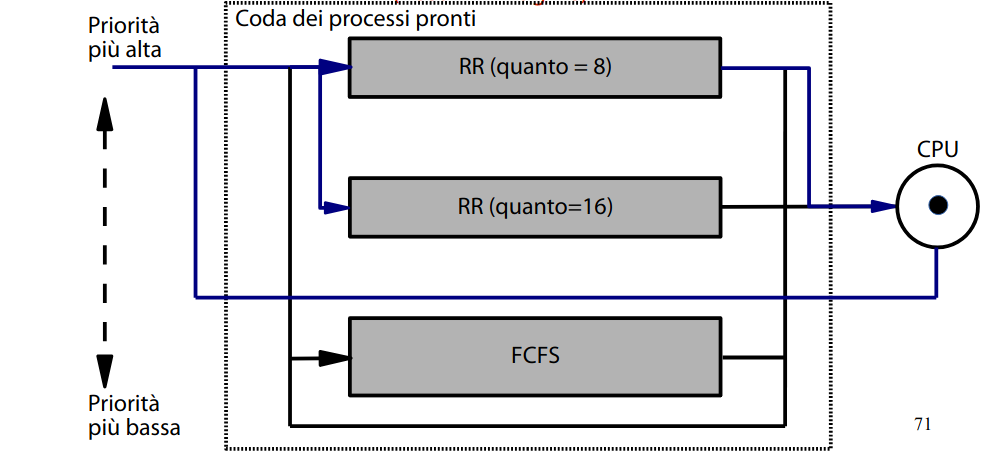 Coda dei processi pronti
Priorità
più alta
RR (quanto = 8)
CPU
RR (quanto=16)
FCFS
Priorità
più bassa
71